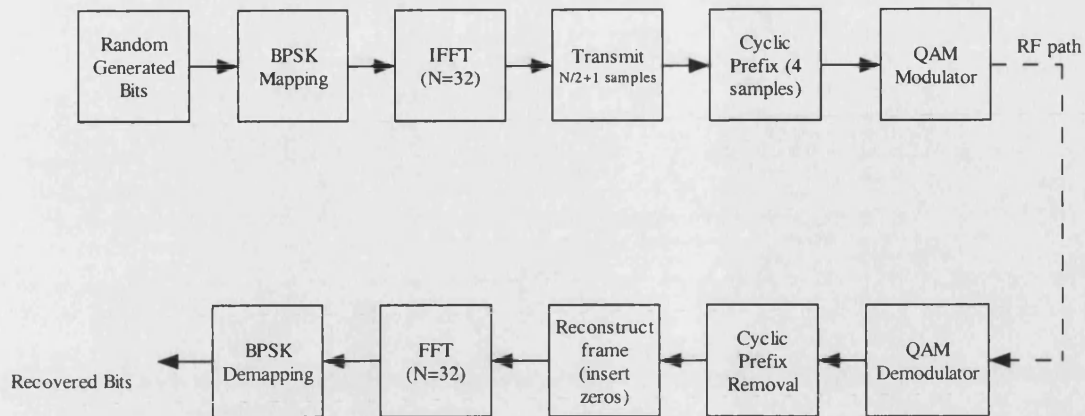 Random
Generated
Bits
BPSK
Mapping
IFFT
(N=32)
Transmit
N/2+1 samples
Cyclic
Prefix (4
samples)
QAM
Modulator
RF path
Recovered Bits
BPSK
Demapping
FFT
(N=32)
Reconstruct
frame
(insert
zeros)
Cyclic
Prefix
Removal
QAM
Demodulator